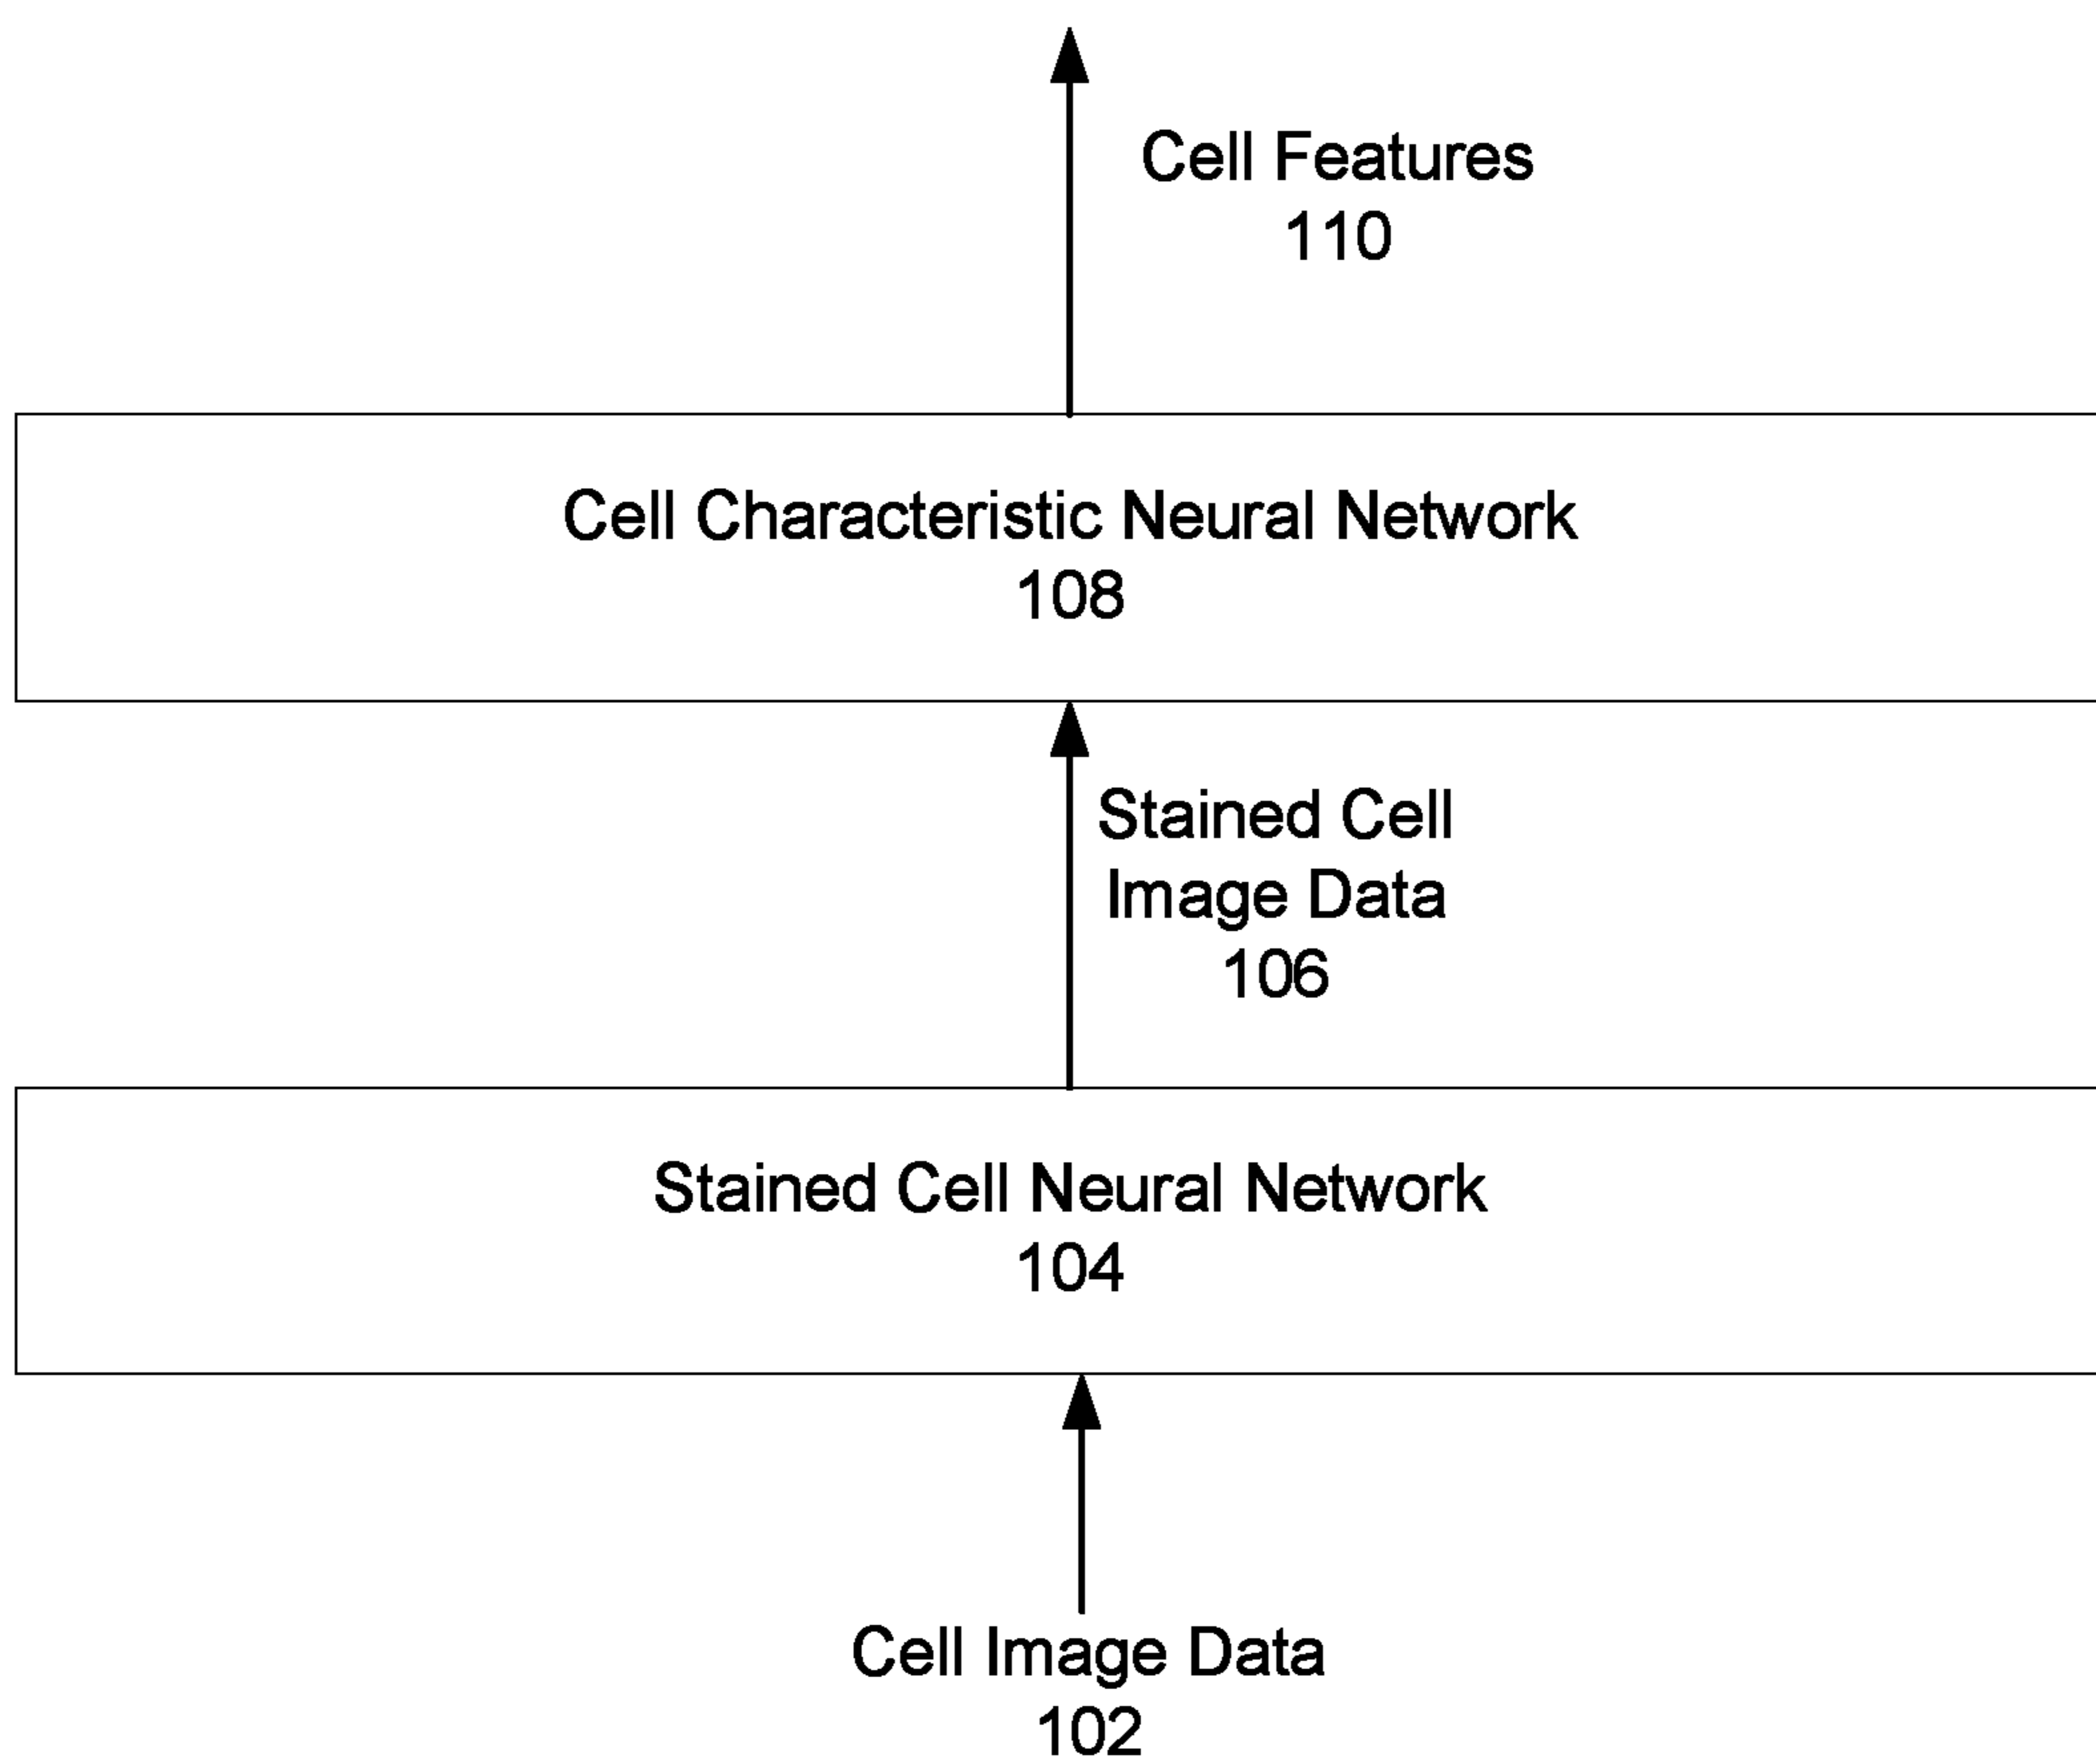 Cell Features
110
Cell Characteristic Neural Network
108
Stained Cell
Image Data
106
Stained Cell Neural Network
104
Cell Image Data
102